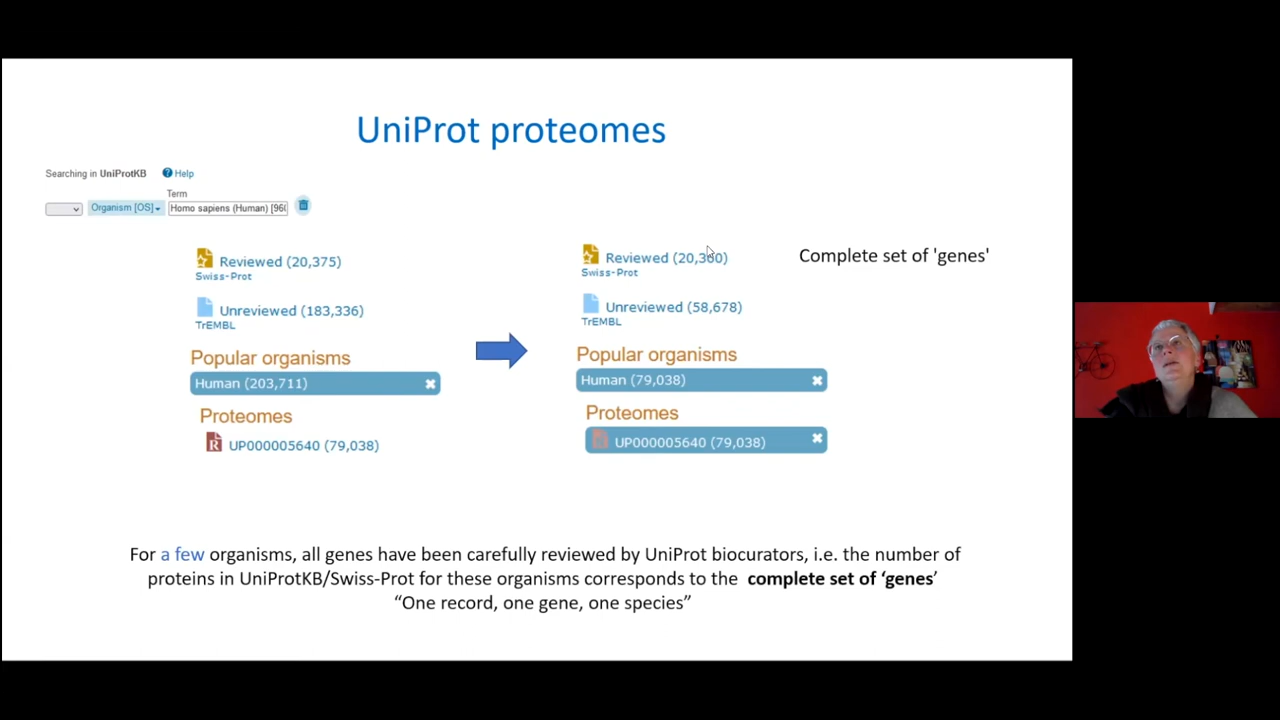 UniProt proteomes
Searching in UniProtKB Help
Term
Organism [OS] Homo sapiens (Human) [960
Reviewed (20,375)
Swiss-Prot
Unreviewed (183,336)
TrEMBL
Popular organisms
Human (203,711)
Proteomes
UP000005640 (79,038)
Reviewed (20,360)
Swiss-Prot
Unreviewed (58,678)
TrEMBL
Popular organisms
Human (79,038)
Proteomes
UP000005640 (79,038)
Complete set of 'genes'
For a few organisms, all genes have been carefully reviewed by UniProt biocurators, i.e. the number of
proteins in UniProtKB/Swiss-Prot for these organisms corresponds to the complete set of ‘genes’
“One record, one gene, one species”